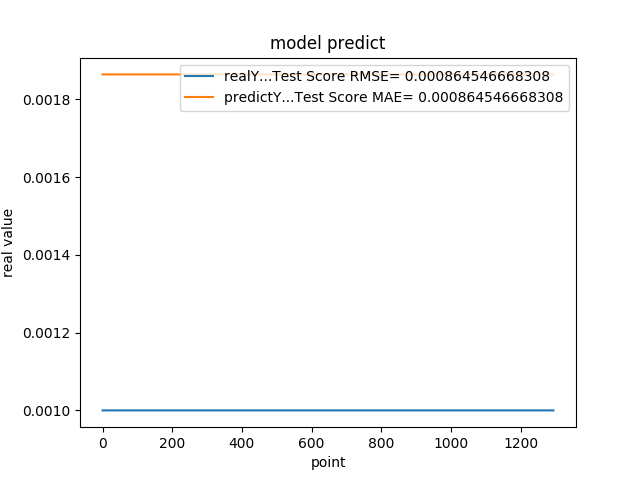 model predict
realY...Test Score RMSE= 0.000864546668308
predictY...Test Score MAE= 0.000864546668308
0.0018
0.0016
0.0014
0.0012
0.0010
real value
0
200
400
600
800
1000
1200
point